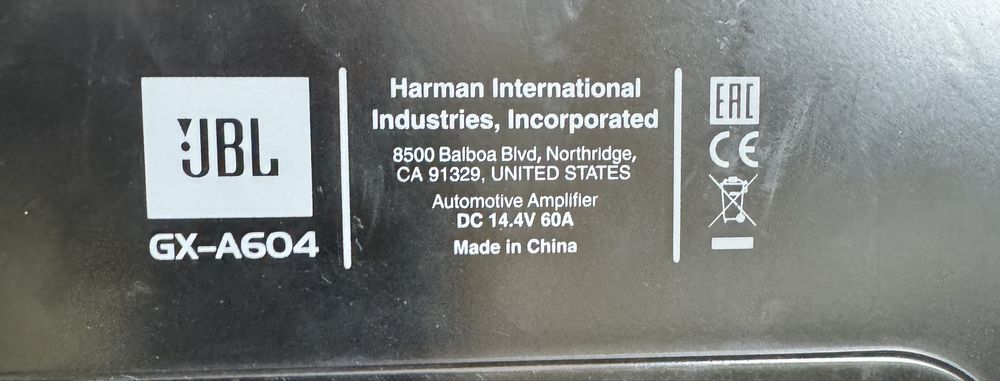 JBL
GX-A604
Harman International
Industries, Incorporated
8500 Balboa Blvd, Northridge,
CA 91329, UNITED STATES
Automotive Amplifier
DC 14.4V 60A
Made in China
EAC
CE